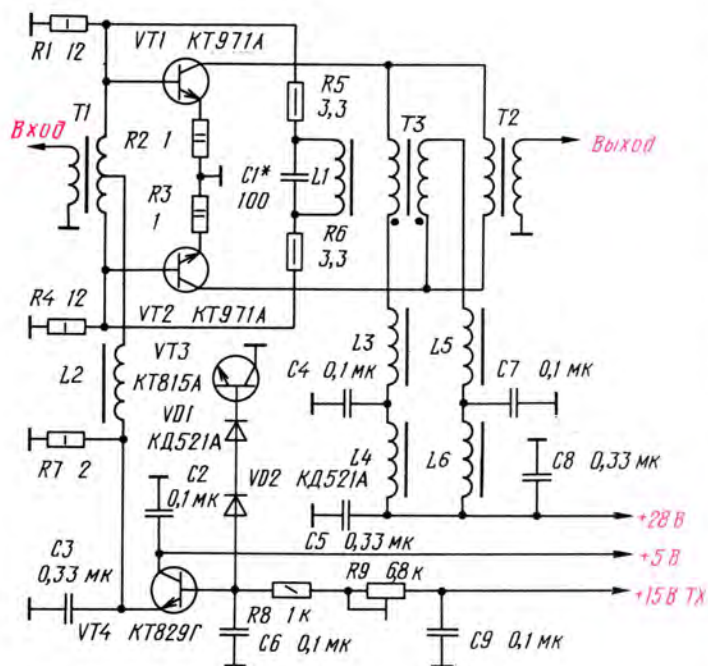 R1 12
VT1 КТ971А
T1
Вход
R2 1
R3
1
R5
3,3
C1*
100
L1
R6
3,3
T3
T2
Выход
R4 12
VT2 КТ971А
VT3
КТ815А
L2
VD1
КД521А
R7 2
C2
0,1 мк
VD2
КД521А
C4 0,1 мк
L3
L5
C7 0,1 мк
L4
L6
C8 0,33 мк
+28 В
C5 0,33 мк
+5 В
C3
0,33 мк
R9 6,8 к
+15 В TX
R8 1 к
VT4 КТ829Г
C6 0,1 мк
C9 0,1 мк